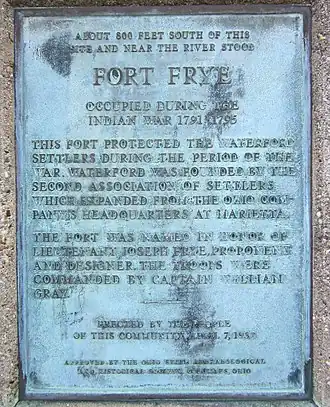 ABOUT 800 FEET SOUTH OF THIS
SITE AND NEAR THE RIVER STOOD
FORT FRYE
OCCUPIED DURING THE
INDIAN WAR 1791-1795
THIS FORT PROTECTED THE WATERFORD
SETTLERS DURING THE PERIOD OF THE
WAR. WATERFORD WAS FOUNDED BY THE
SECOND ASSOCIATION OF SETTLERS
WHICH EXPANDED FROM THE OHIO COM-
PANY'S HEADQUARTERS AT MARIETTA.
THE FORT WAS NAMED IN HONOR OF
LIEUTENANT JOSEPH FRYE, PROPONENT
AND DESIGNER. THE TROOPS WERE
COMMANDED BY CAPTAIN WILLIAM
GRAY.
ERECTED BY THE PEOPLE
OF THIS COMMUNITY, 7, 
APPROVED BY THE OHIO STATE ARCHAEOLOGICAL
AND HISTORICAL SOCIETY, OHIO